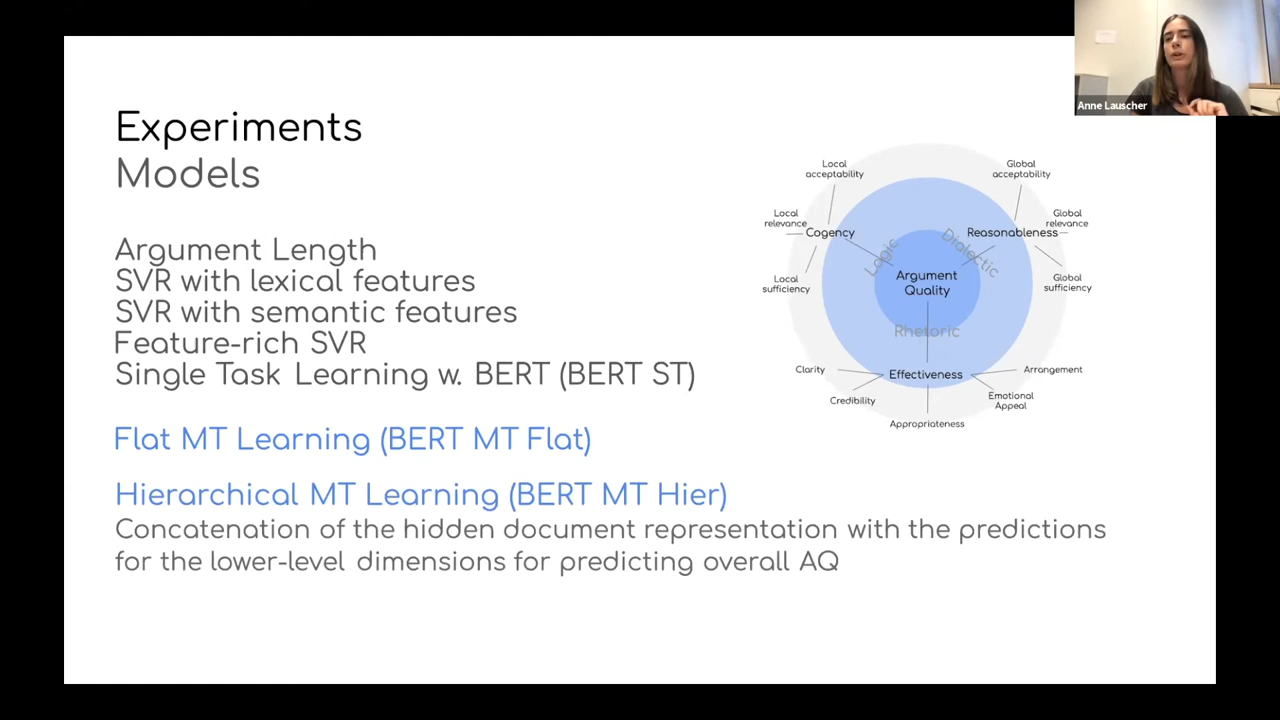 Anne Lauscher
Experiments
Models
Argument Length
SVR with lexical features
SVR with semantic features
Feature-rich SVR
Single Task Learning w. BERT (BERT ST)
Flat MT Learning (BERT MT Flat)
Hierarchical MT Learning (BERT MT Hier)
Concatenation of the hidden document representation with the predictions
for the lower-level dimensions for predicting overall AQ
Local
acceptability
Global
acceptability
Local
relevance
Global
relevance
Cogency
Reasonableness
Logic
Dialectic
Argument
Quality
Local
sufficiency
Global
sufficiency
Rhetoric
Clarity
Effectiveness
Arrangement
Credibility
Emotional
Appeal
Appropriateness